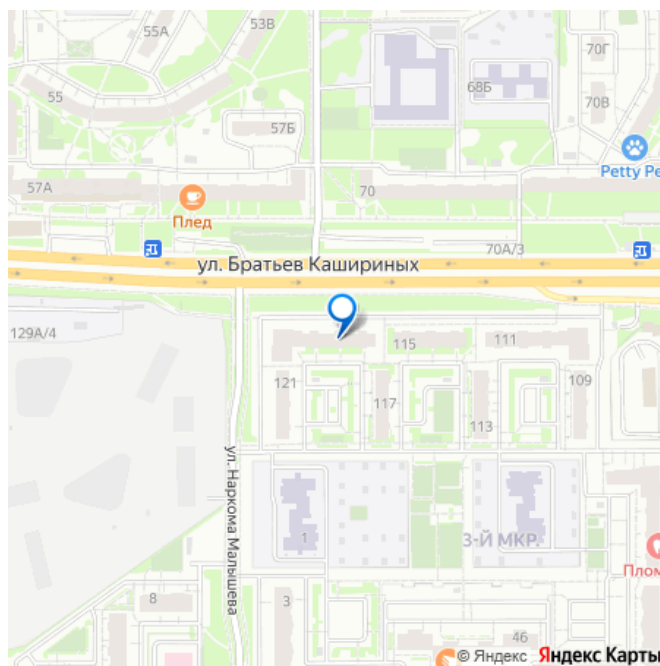 55А
53В
70Г
55
68Б
57Б
70В
Petty Pe
57А
70
Плед
70А/3
ул. Братьев Кашириных
129А/4
115
111
121
117
109
113
ул. Наркома Малышева
1
3-Й МКР.
Плом
8
3
46
© Яндекс Яндекс Карты